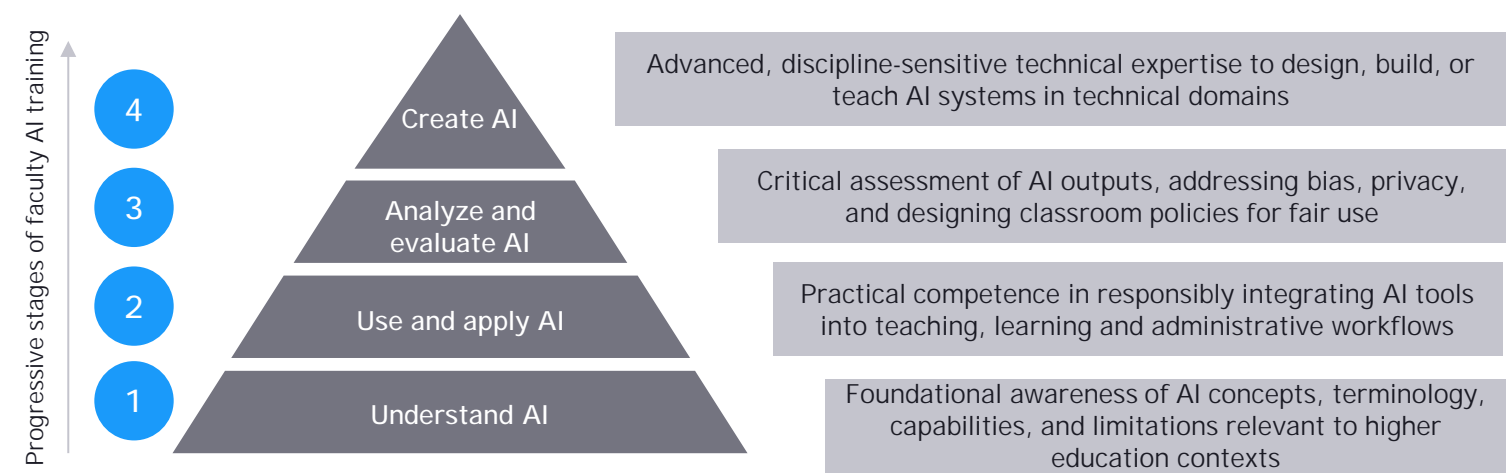 Progressive stages of faculty AI training
4
Create AI
Advanced, discipline-sensitive technical expertise to design, build, or
teach AI systems in technical domains
3
Analyze and
evaluate AI
Critical assessment of AI outputs, addressing bias, privacy,
and designing classroom policies for fair use
2
Use and apply AI
Practical competence in responsibly integrating AI tools
into teaching, learning and administrative workflows
1
Understand AI
Foundational awareness of AI concepts, terminology,
capabilities, and limitations relevant to higher
education contexts